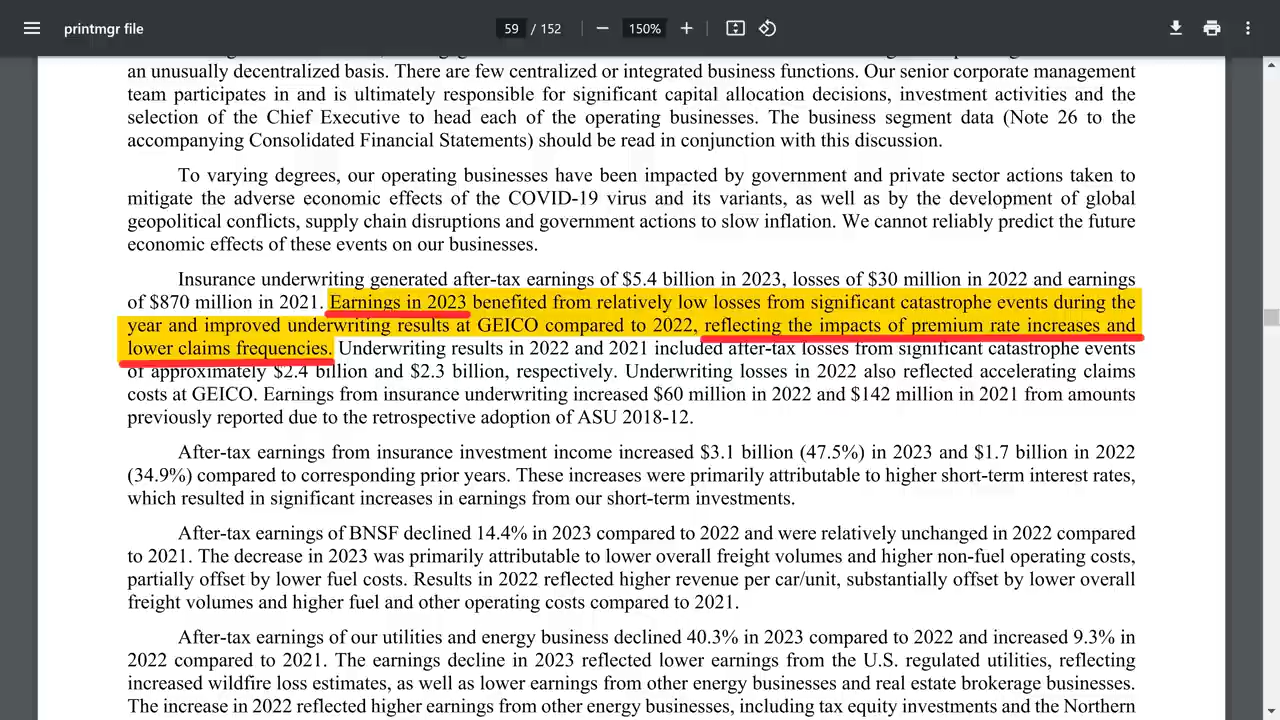 printmgr file
59 / 152
150%
an unusually decentralized basis. There are few centralized or integrated business functions. Our senior corporate management
team participates in and is ultimately responsible for significant capital allocation decisions, investment activities and the
selection of the Chief Executive to head each of the operating businesses. The business segment data (Note 26 to the
accompanying Consolidated Financial Statements) should be read in conjunction with this discussion.
To varying degrees, our operating businesses have been impacted by government and private sector actions taken to
mitigate the adverse economic effects of the COVID-19 virus and its variants, as well as by the development of global
geopolitical conflicts, supply chain disruptions and government actions to slow inflation. We cannot reliably predict the future
economic effects of these events on our businesses.
Insurance underwriting generated after-tax earnings of $5.4 billion in 2023, losses of $30 million in 2022 and earnings
of $870 million in 2021. Earnings in 2023 benefited from relatively low losses from significant catastrophe events during the
year and improved underwriting results at GEICO compared to 2022, reflecting the impacts of premium rate increases and
lower claims frequencies. Underwriting results in 2022 and 2021 included after-tax losses from significant catastrophe events
of approximately $2.4 billion and $2.3 billion, respectively. Underwriting losses in 2022 also reflected accelerating claims
costs at GEICO. Earnings from insurance underwriting increased $60 million in 2022 and $142 million in 2021 from amounts
previously reported due to the retrospective adoption of ASU 2018-12.
After-tax earnings from insurance investment income increased $3.1 billion (47.5%) in 2023 and $1.7 billion in 2022
(34.9%) compared to corresponding prior years. These increases were primarily attributable to higher short-term interest rates,
which resulted in significant increases in earnings from our short-term investments.
After-tax earnings of BNSF declined 14.4% in 2023 compared to 2022 and were relatively unchanged in 2022 compared
to 2021. The decrease in 2023 was primarily attributable to lower overall freight volumes and higher non-fuel operating costs,
partially offset by lower fuel costs. Results in 2022 reflected higher revenue per car/unit, substantially offset by lower overall
freight volumes and higher fuel and other operating costs compared to 2021.
After-tax earnings of our utilities and energy business declined 40.3% in 2023 compared to 2022 and increased 9.3% in
2022 compared to 2021. The earnings decline in 2023 reflected lower earnings from the U.S. regulated utilities, reflecting
increased wildfire loss estimates, as well as lower earnings from other energy businesses and real estate brokerage businesses.
The increase in 2022 reflected higher earnings from other energy businesses, including tax equity investments and the Northern